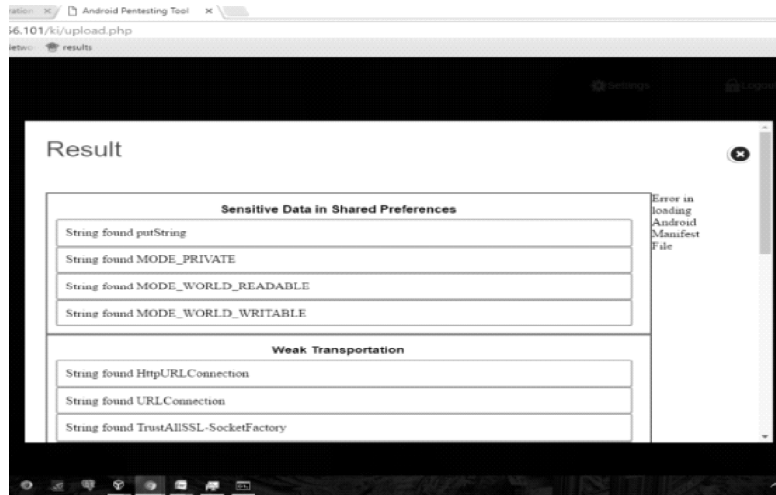 ration
Android Pentesting Tool
56.101/ki/upload.php
results
Settings
Logout
Result
Sensitive Data in Shared Preferences
String found putString
String found MODE_PRIVATE
String found MODE_WORLD_READABLE
String found MODE_WORLD_WRITABLE
Error in
loading
Android
Manifest
File
Weak Transportation
String found HttpURLConnection
String found URLConnection
String found TrustAllSSL-SocketFactory